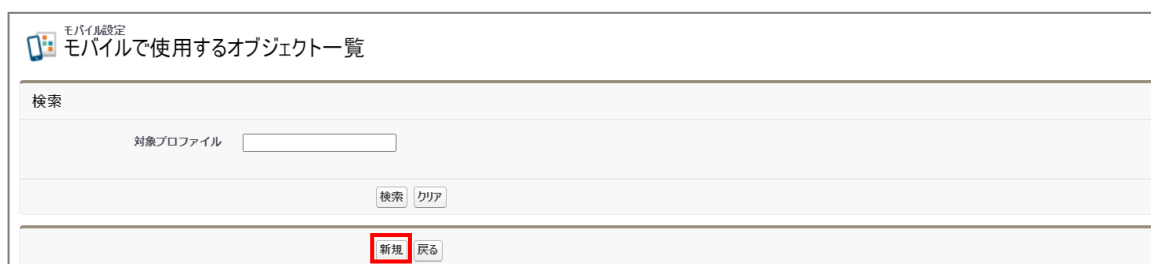 モバイル設定
モバイルで使用するオブジェクト一覧
検索
対象プロファイル
検索 クリア
新規 戻る